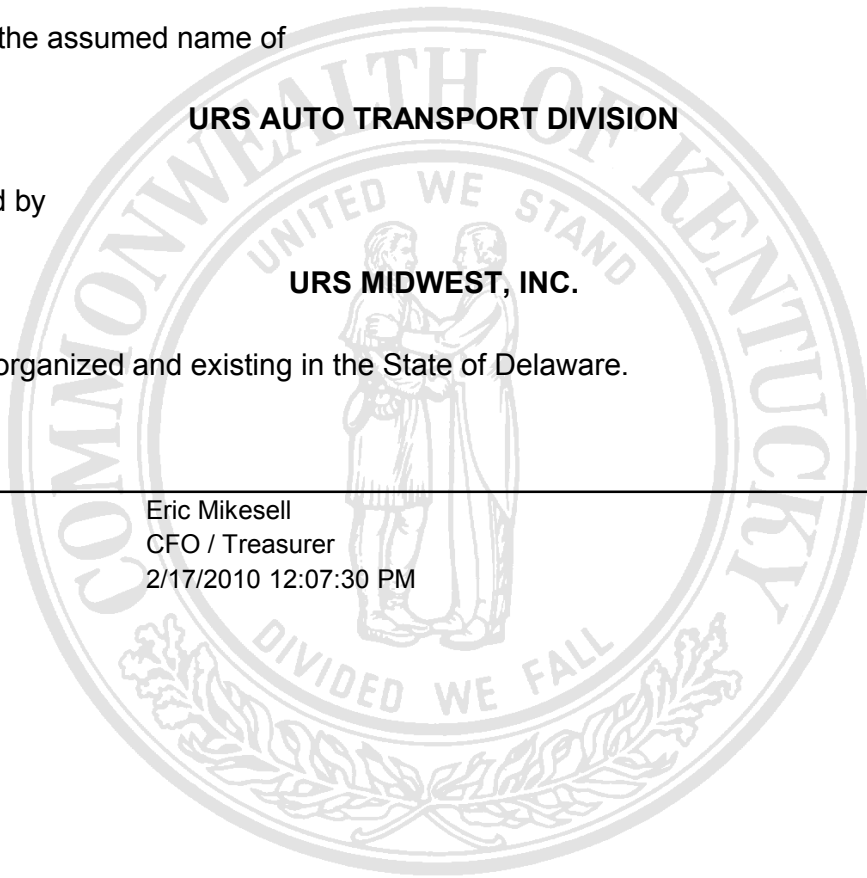 the assumed name of
URS AUTO TRANSPORT DIVISION
d by
URS MIDWEST, INC.
organized and existing in the State of Delaware.
Eric Mikesell
CFO / Treasurer
2/17/2010 12:07:30 PM
COMMONWEALTH OF KENTUCKY
UNITED WE STAND
DIVIDED WE FALL